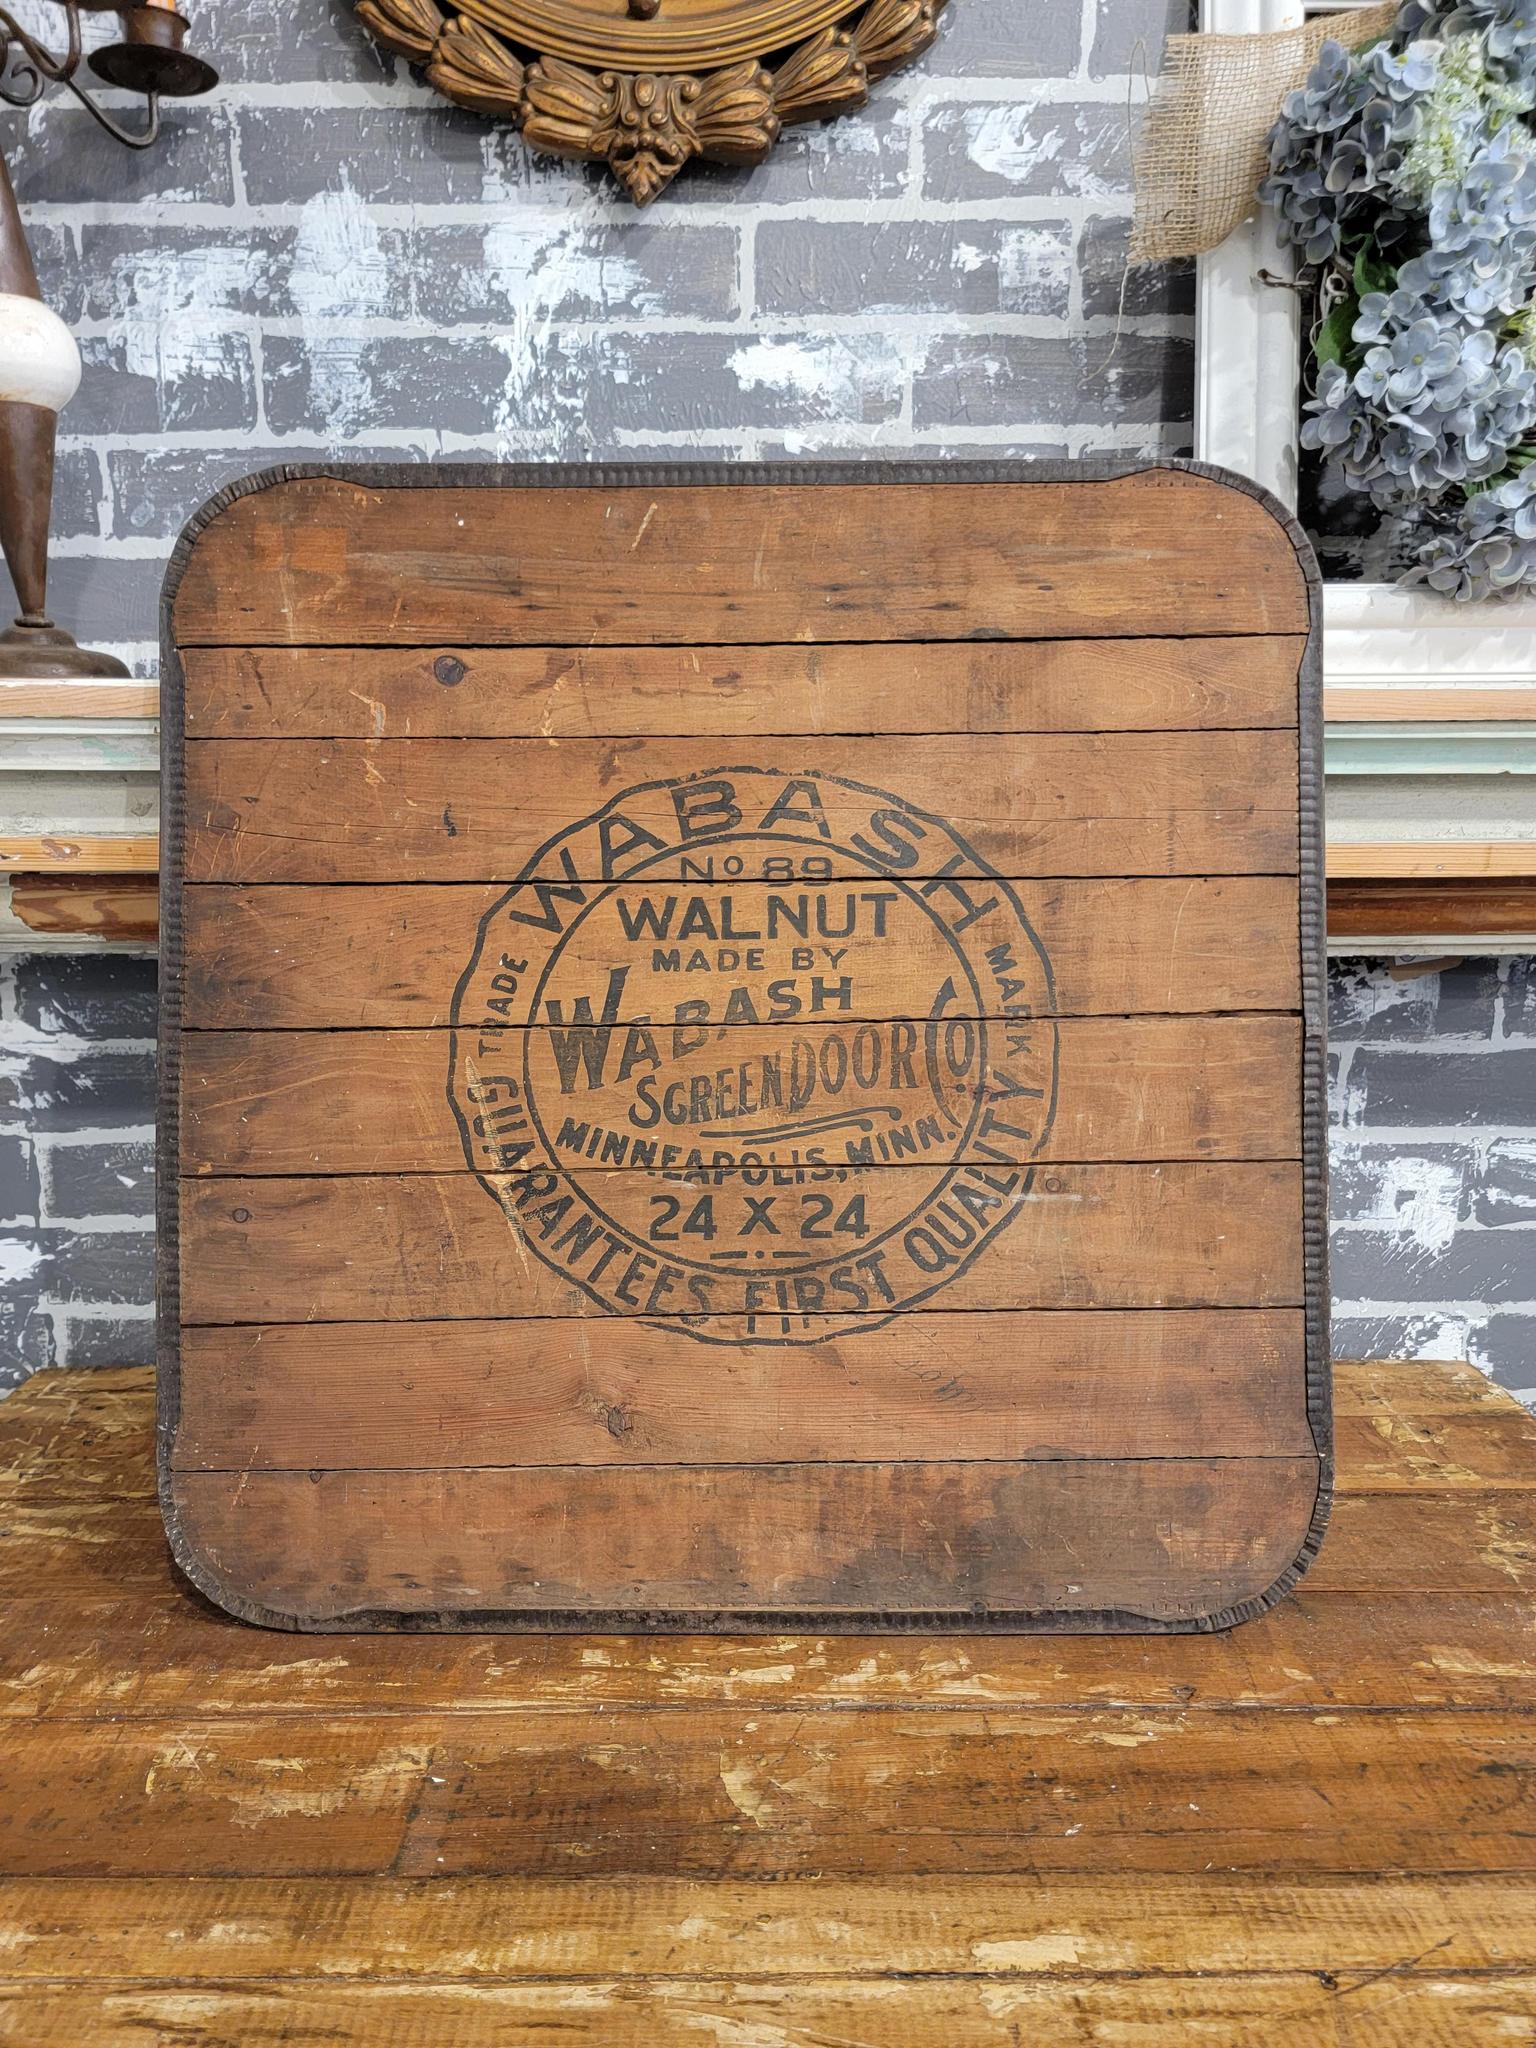 WABASH
TRADE MARK
No 89
WALNUT
MADE BY
WABASH
SCREEN DOOR CO.
MINNEAPOLIS, MINN.
24 X 24
GUARANTEES FIRST QUALITY